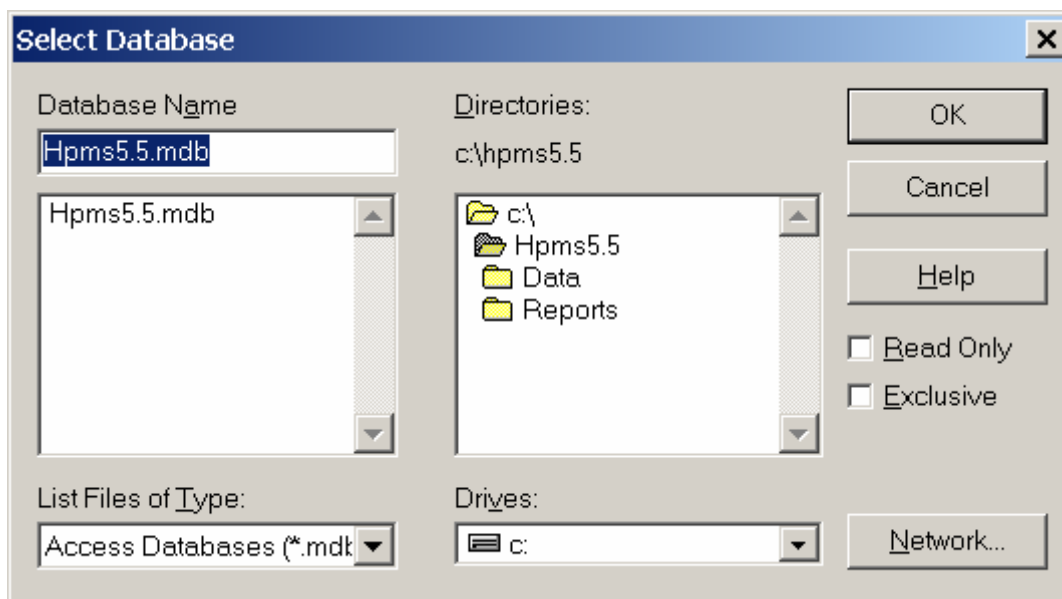 Select Database
Database Name
Hpms5.5.mdb
Hpms5.5.mdb
List Files of Type:
Access Databases (*.mdb
Directories:
c:\hpms5.5
c:\
Hpms5.5
Data
Reports
Drives:
c:
OK
Cancel
Help
Read Only
Exclusive
Network...